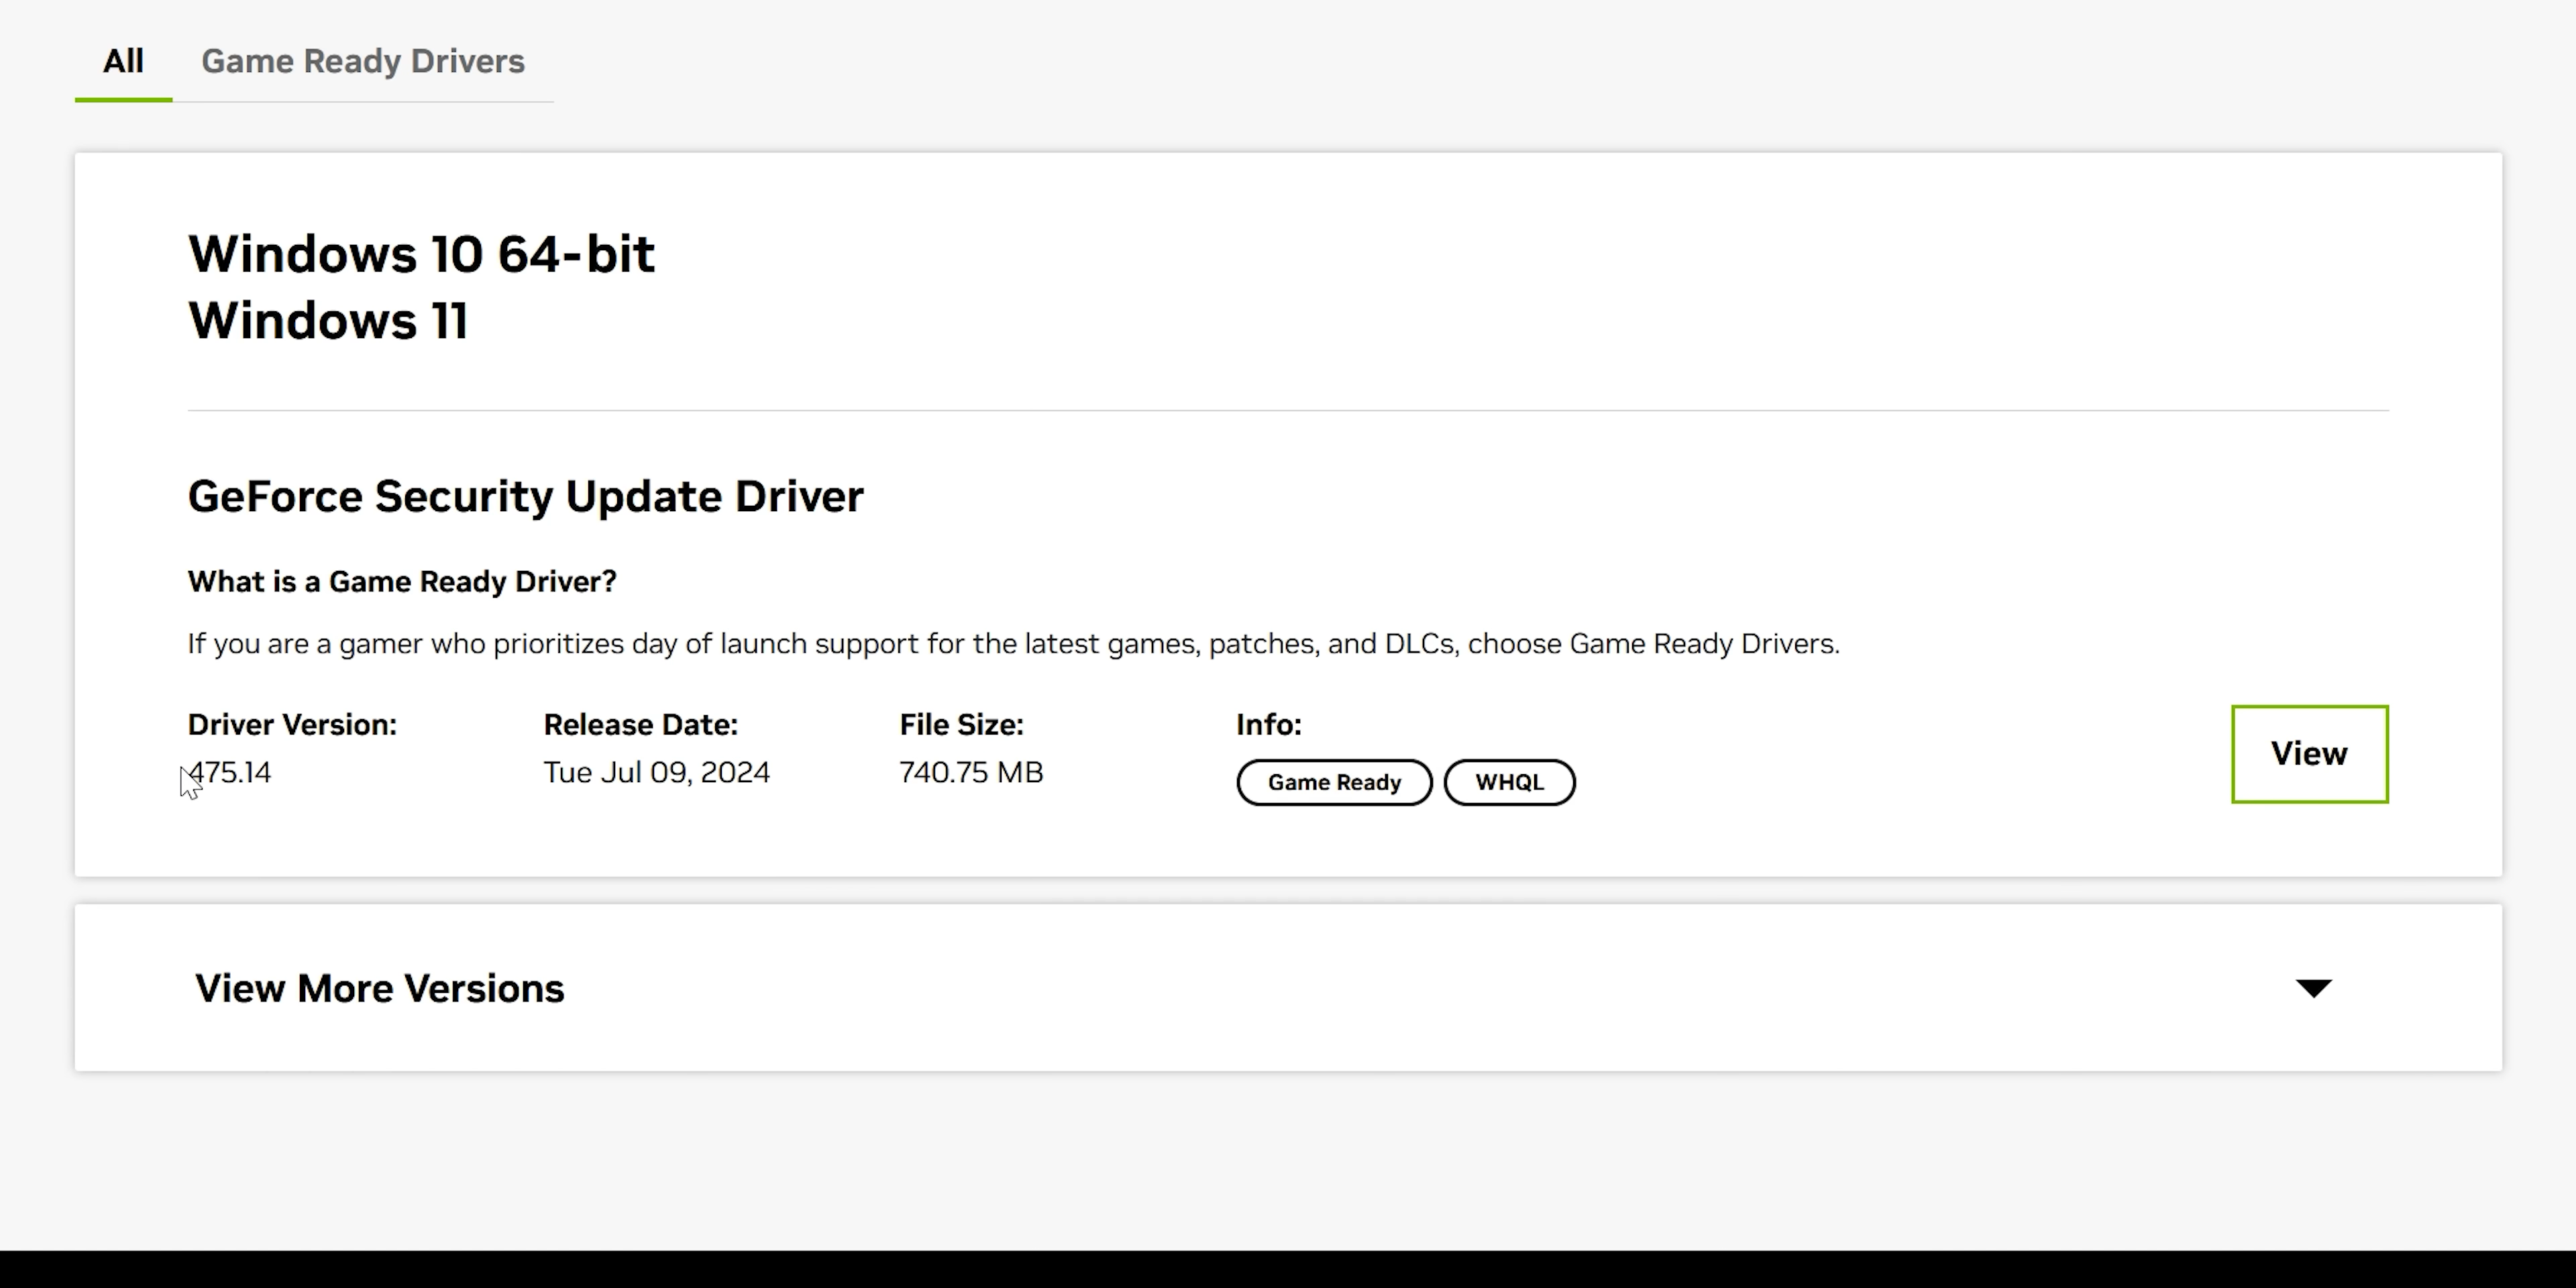 All
Game Ready Drivers
Windows 10 64-bit
Windows 11
GeForce Security Update Driver
What is a Game Ready Driver?
If you are a gamer who prioritizes day of launch support for the latest games, patches, and DLCs, choose Game Ready Drivers.
Driver Version:
475.14
Release Date:
Tue Jul 09, 2024
File Size:
740.75 MB
Info:
Game Ready
WHQL
View
View More Versions